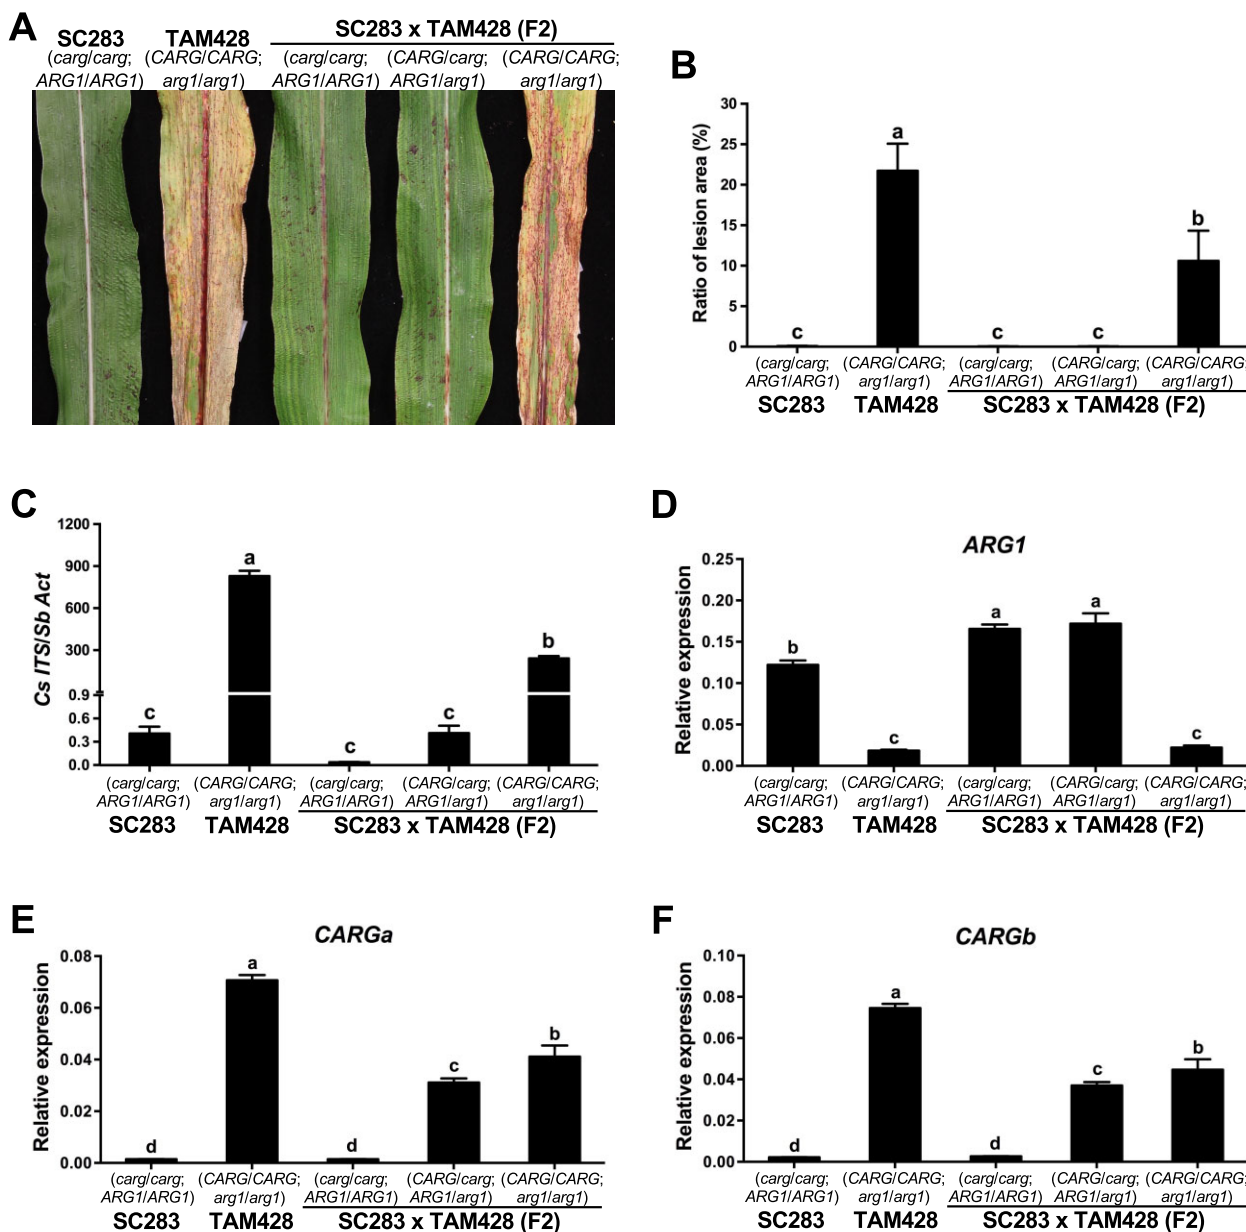 A
SC283 TAM428 SC283 x TAM428 (F2)
(carg/carg; (CARG/CARG; (carg/carg; (CARG/carg; (CARG/CARG;
ARG1/ARG1) arg1/arg1) ARG1/ARG1) ARG1/arg1) arg1/arg1)
B
Ratio of lesion area (%)
30
25
20
15
10
5
0
c a c c b
(carg/carg; (CARG/CARG; (carg/carg; (CARG/carg; (CARG/CARG;
ARG1/ARG1) arg1/arg1) ARG1/ARG1) ARG1/arg1) arg1/arg1)
SC283 TAM428 SC283 x TAM428 (F2)
C
Cs ITS/Sb Act
1200
900
600
300
0.9
0.6
0.3
0.0
c a c c b
(carg/carg; (CARG/CARG; (carg/carg; (CARG/carg; (CARG/CARG;
ARG1/ARG1) arg1/arg1) ARG1/ARG1) ARG1/arg1) arg1/arg1)
SC283 TAM428 SC283 x TAM428 (F2)
D
ARG1
Relative expression
0.25
0.20
0.15
0.10
0.05
0.00
b c a a c
(carg/carg; (CARG/CARG; (carg/carg; (CARG/carg; (CARG/CARG;
ARG1/ARG1) arg1/arg1) ARG1/ARG1) ARG1/arg1) arg1/arg1)
SC283 TAM428 SC283 x TAM428 (F2)
E
CARGa
Relative expression
0.08
0.06
0.04
0.02
0.00
d a d c b
(carg/carg; (CARG/CARG; (carg/carg; (CARG/carg; (CARG/CARG;
ARG1/ARG1) arg1/arg1) ARG1/ARG1) ARG1/arg1) arg1/arg1)
SC283 TAM428 SC283 x TAM428 (F2)
F
CARGb
Relative expression
0.10
0.08
0.06
0.04
0.02
0.00
d a d c b
(carg/carg; (CARG/CARG; (carg/carg; (CARG/carg; (CARG/CARG;
ARG1/ARG1) arg1/arg1) ARG1/ARG1) ARG1/arg1) arg1/arg1)
SC283 TAM428 SC283 x TAM428 (F2)